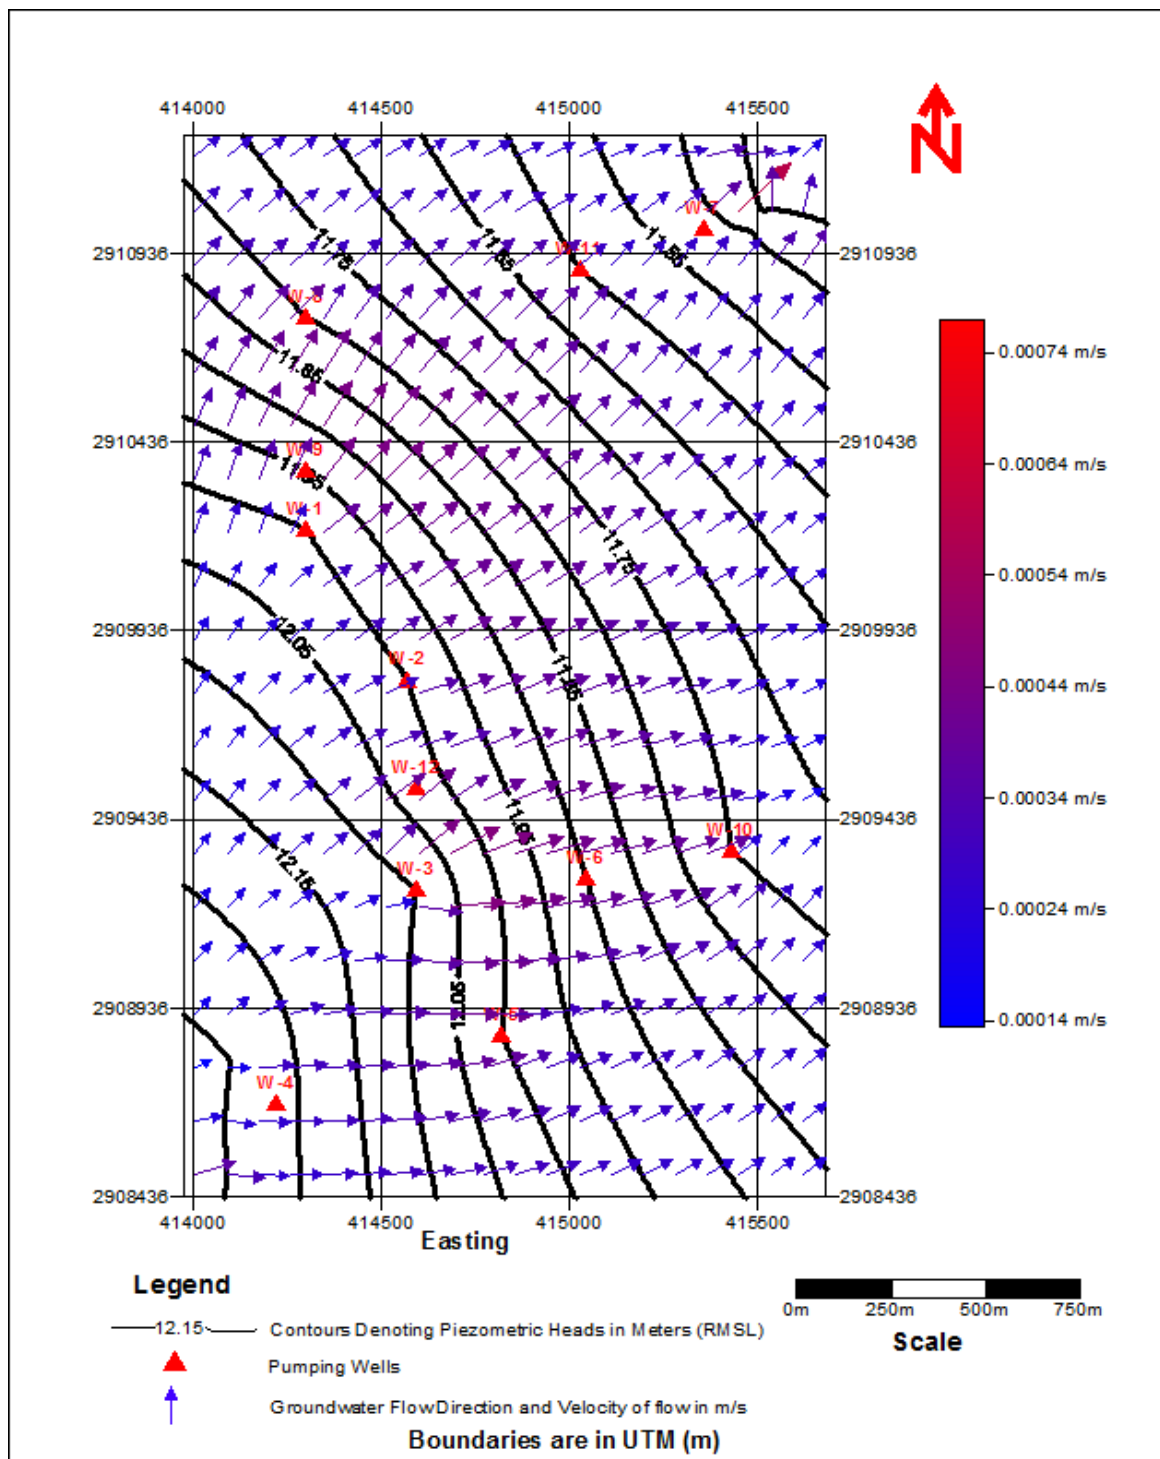 414000 414500 415000 415500
N
W-7
11.75 11.65 11.55
W-11
2910936 2910936
W-8
0.00074 m/s
11.85
2910436 2910436
W-9
0.00064 m/s
11.95
W-1
11.75
0.00054 m/s
12.05
2909936 2909936
W-2
11.85
0.00044 m/s
W-12
0.00034 m/s
2909436 2909436
11.95
W-10
W-6
12.15
W-3
0.00024 m/s
12.05
2908936 2908936
W-5
0.00014 m/s
W-4
2908436 2908436
414000 414500 415000 415500
Easting
Legend
0m 250m 500m 750m
12.15 Contours Denoting Piezometric Heads in Meters (RMSL)
Scale
Pumping Wells
Groundwater Flow Direction and Velocity of flow in m/s
Boundaries are in UTM (m)